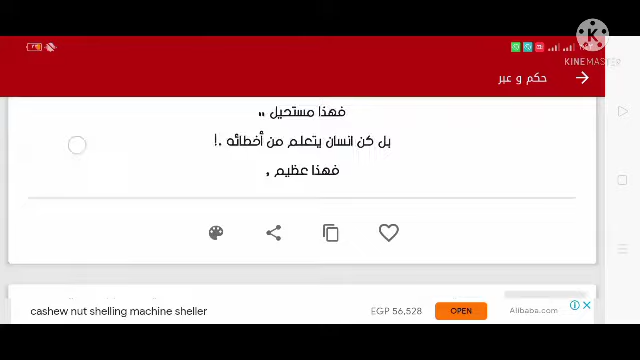 KINEMASTER
حكم و عبر
فهذا مستحيل ,,
بل كن انسان يتعلم من أخطائه .!
فهذا عظيم ,
cashew nut shelling machine sheller
EGP 56,528
OPEN
Alibaba.com